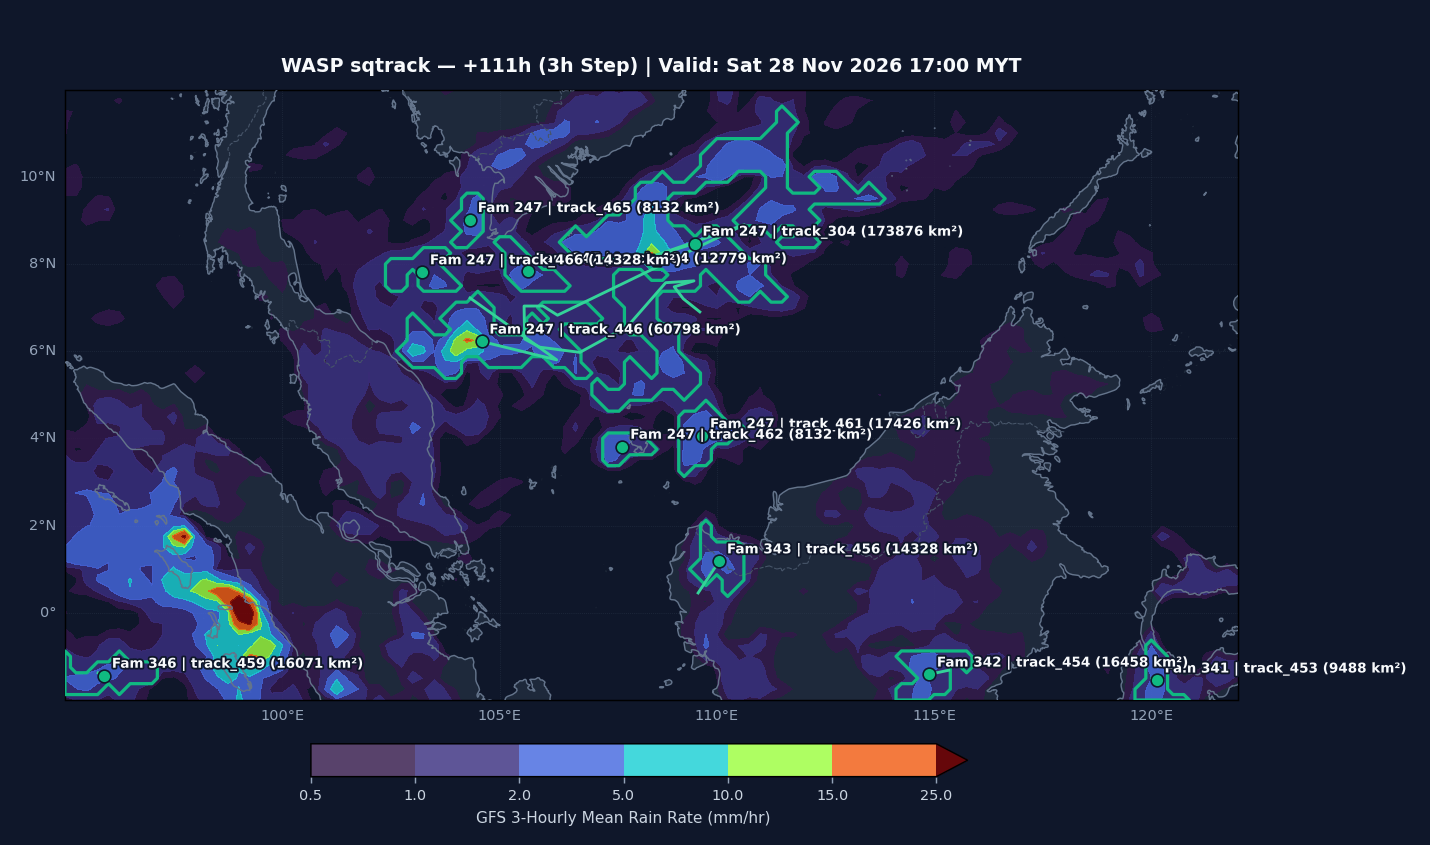 WASP sqtrack — +111h (3h Step) | Valid: Sat 28 Nov 2026 17:00 MYT
10°N
8°N
6°N
4°N
2°N
0°
Fam 247 | track_465 (8132 km²)
Fam 247 | track_304 (173876 km²)
Fam 247 | track_466 (14328 km²)
(12779 km²)
Fam 247 | track_446 (60798 km²)
Fam 247 | track_461 (17426 km²)
Fam 247 | track_462 (8132 km²)
Fam 343 | track_456 (14328 km²)
Fam 346 | track_459 (16071 km²)
Fam 342 | track_454 (16458 km²)
Fam 341 | track_453 (9488 km²)
100°E
105°E
110°E
115°E
120°E
0.5
1.0
2.0
5.0
10.0
15.0
25.0
GFS 3-Hourly Mean Rain Rate (mm/hr)